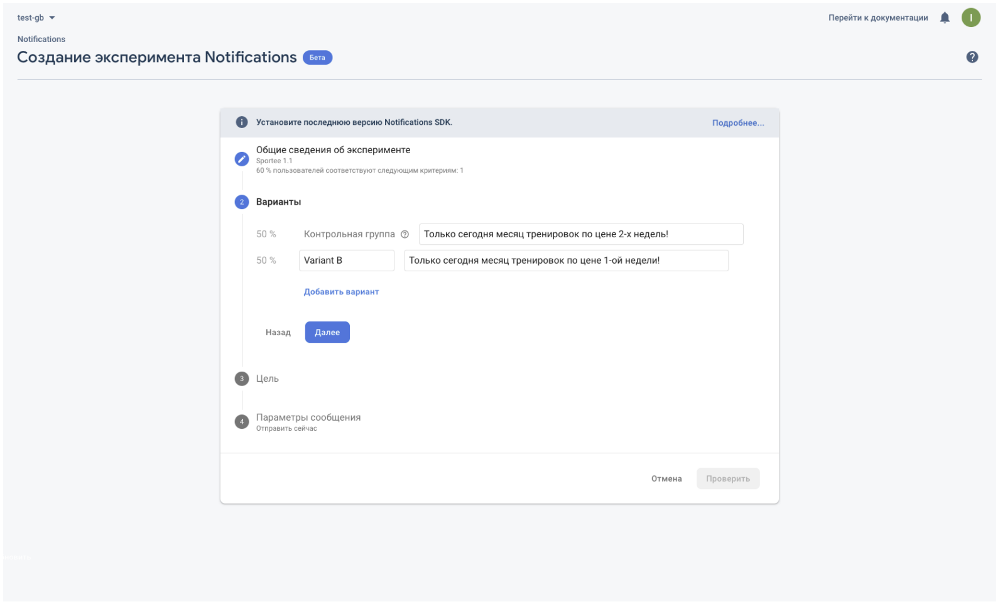 test-gb
Перейти к документации
I
Notifications
Создание эксперимента Notifications Бета
?
i Установите последнюю версию Notifications SDK. Подробнее...
Общие сведения об эксперименте
Sportee 1.1
60 % пользователей соответствуют следующим критериям: 1
2 Варианты
50 % Контрольная группа ? Только сегодня месяц тренировок по цене 2-х недель!
50 % Variant B Только сегодня месяц тренировок по цене 1-ой недели!
Добавить вариант
Назад Далее
3 Цель
4 Параметры сообщения
Отправить сейчас
Отмена Проверить